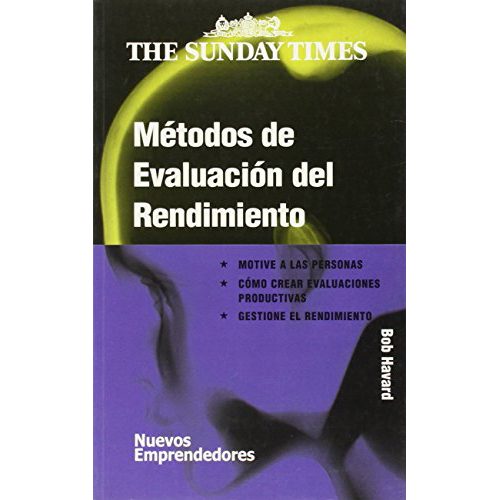 THE SUNDAY TIMES
Métodos de
Evaluación del
Rendimiento
★ MOTIVE A LAS PERSONAS
★ CÓMO CREAR EVALUACIONES
PRODUCTIVAS
★ GESTIONE EL RENDIMIENTO
Bob Havard
Nuevos
Emprendedores